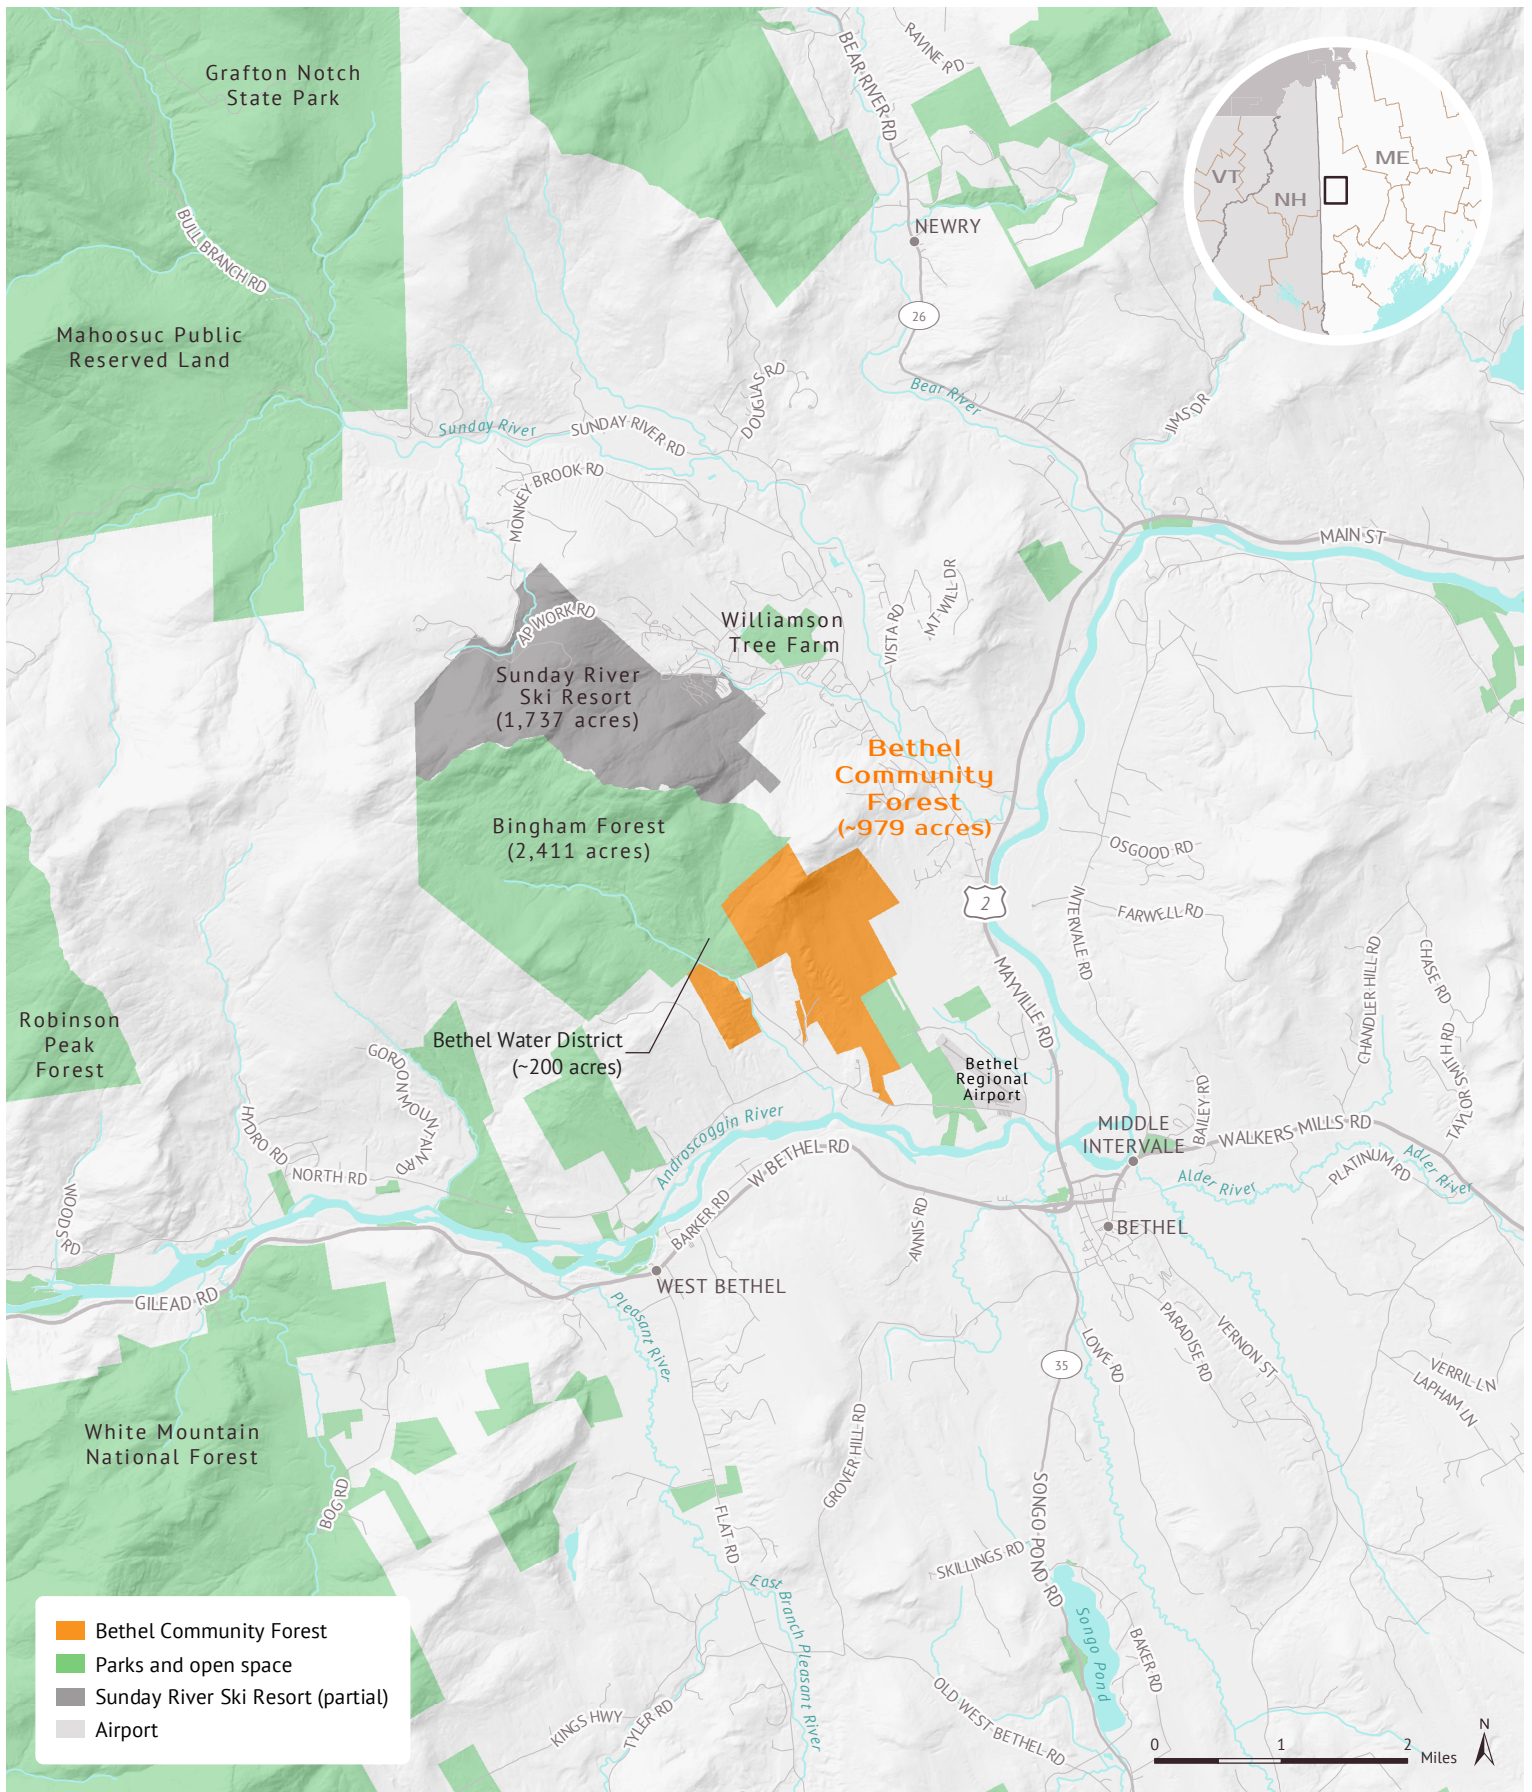 Grafton Notch
State Park
BEAR RIVER RD
RAVINE RD
VT
NH
ME
BULL BRANCH RD
NEWRY
26
Mahoosuc Public
Reserved Land
DOUGLAS RD
Bear River
JIMS DR
Sunday River
SUNDAY RIVER RD
MONKEY BROOK RD
MAIN ST
AP WORK RD
Williamson
Tree Farm
VISTA RD
MT WILL DR
Sunday River
Ski Resort
(1,737 acres)
Bethel
Community
Forest
(~979 acres)
Bingham Forest
(2,411 acres)
OSGOOD RD
2
INTERVALE RD
FARWELL RD
CHANDLER HILL RD
CHASE RD
MAYVILLE RD
Robinson
Peak
Forest
Bethel Water District
(~200 acres)
GORDON MOUNTAIN RD
Bethel
Regional
Airport
TAYLOR SMITH RD
BAILEY RD
HYDRO RD
Androscoggin River
MIDDLE
INTERVALE
WALKERS MILLS RD
W BETHEL RD
NORTH RD
PLATINUM RD
Adler River
Alder River
WOODS RD
BARKER RD
ANNIS RD
BETHEL
WEST BETHEL
GILEAD RD
Pleasant River
PARADISE RD
VERNON ST
LOWE RD
35
VERRIL LN
LAPHAM LN
White Mountain
National Forest
GROVER HILL RD
BOG RD
FLAT RD
SONGO POND RD
SKILLINGS RD
East Branch Pleasant River
Songo Pond
BAKER RD
OLD WEST BETHEL RD
KINGS HWY
TYLER RD
Bethel Community Forest
Parks and open space
Sunday River Ski Resort (partial)
Airport
0 1 2 Miles
N